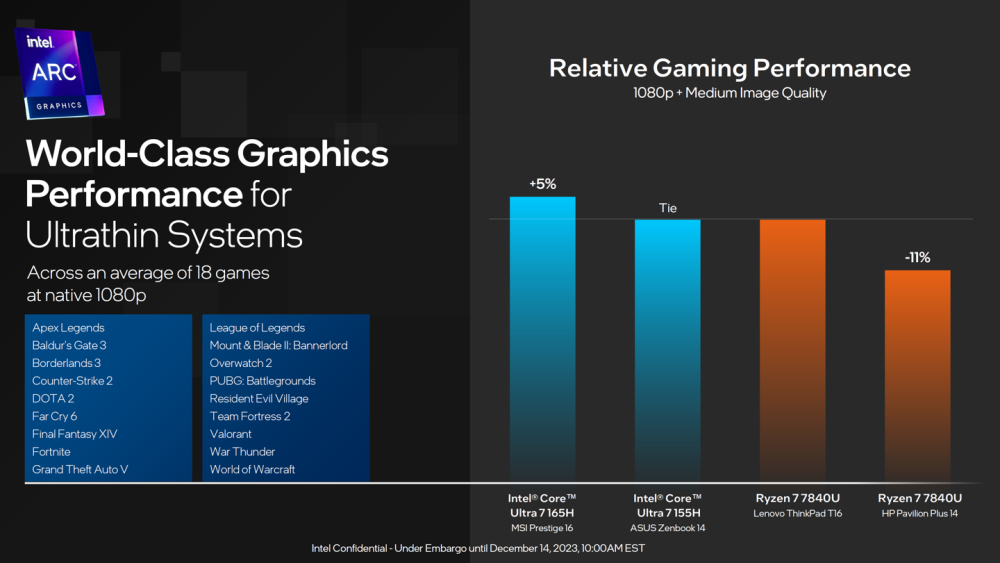 intel.
ARC™
GRAPHICS
World-Class Graphics
Performance for
Ultrathin Systems
Across an average of 18 games
at native 1080p
Apex Legends
Baldur's Gate 3
Borderlands 3
Counter-Strike 2
DOTA 2
Far Cry 6
Final Fantasy XIV
Fortnite
Grand Theft Auto V
League of Legends
Mount & Blade II: Bannerlord
Overwatch 2
PUBG: Battlegrounds
Resident Evil Village
Team Fortress 2
Valorant
War Thunder
World of Warcraft
Relative Gaming Performance
1080p + Medium Image Quality
+5%
Tie
-11%
Intel® Core™
Ultra 7 165H
MSI Prestige 16
Intel® Core™
Ultra 7 155H
ASUS Zenbook 14
Ryzen 7 7840U
Lenovo ThinkPad T16
Ryzen 7 7840U
HP Pavilion Plus 14
Intel Confidential - Under Embargo until December 14, 2023, 10:00AM EST